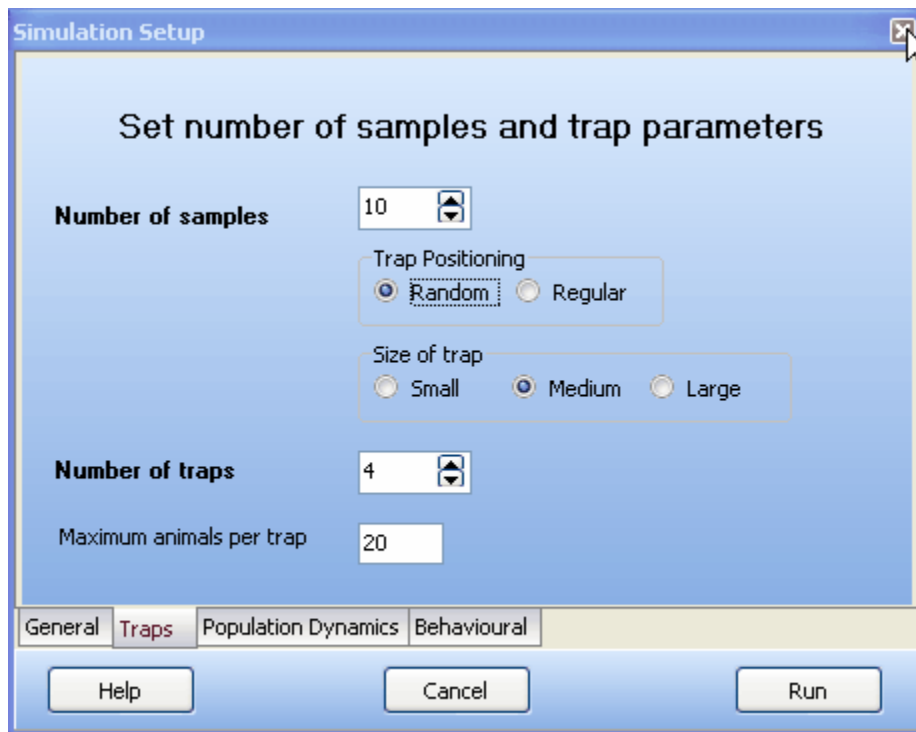 Simulation Setup
Set number of samples and trap parameters
Number of samples 10
Trap Positioning
Random Regular
Size of trap
Small Medium Large
Number of traps 4
Maximum animals per trap 20
General Traps Population Dynamics Behavioural
Help Cancel Run